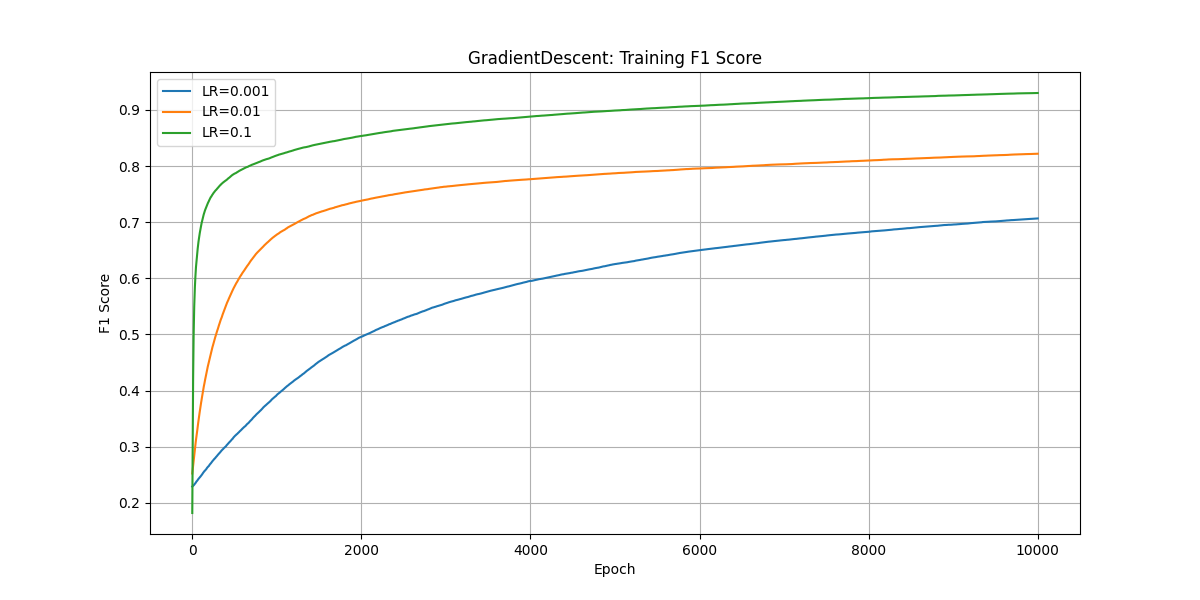 GradientDescent: Training F1 Score
LR=0.001
LR=0.01
LR=0.1
F1 Score
0.9
0.8
0.7
0.6
0.5
0.4
0.3
0.2
0 2000 4000 6000 8000 10000
Epoch